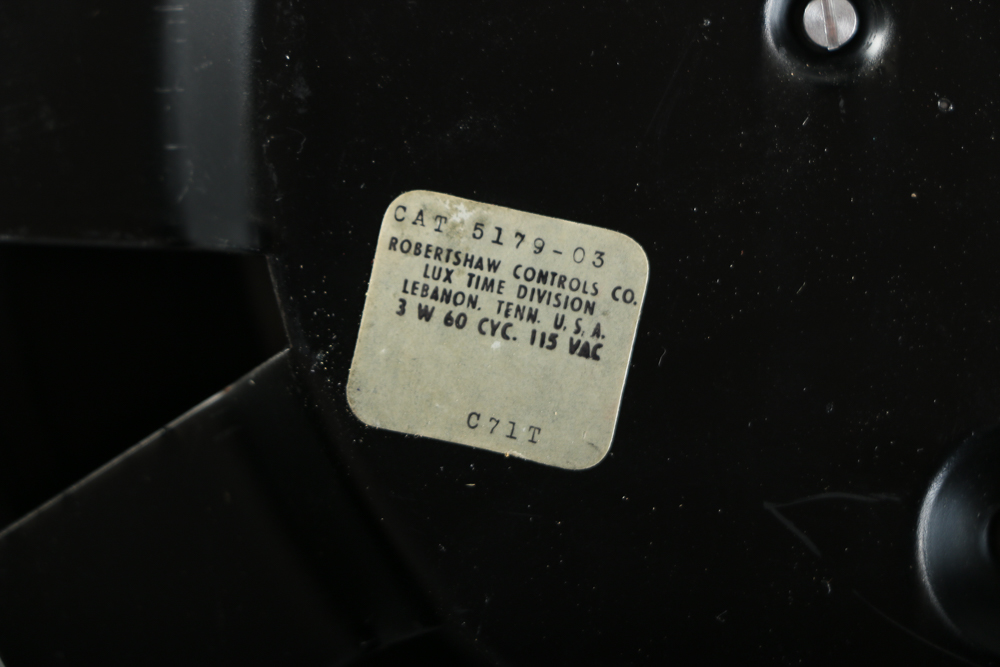 CAT 5179-03
ROBERTSHAW CONTROLS CO.
LUX TIME DIVISION
LEBANON. TENN. U.S.A.
3 W 60 CYC. 115 VAC
C71T